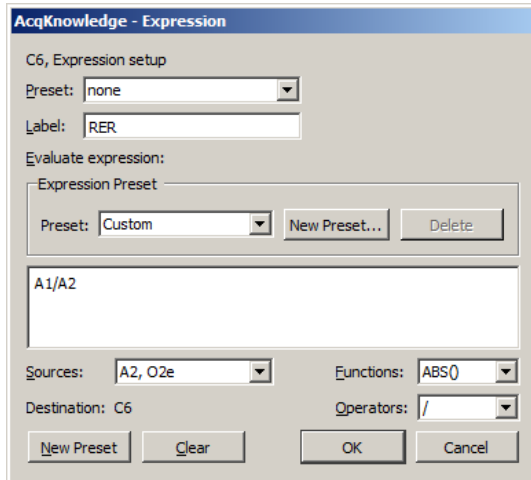 AcqKnowledge - Expression
C6, Expression setup
Preset: none
Label: RER
Evaluate expression:
Expression Preset
Preset: Custom New Preset... Delete
A1/A2
Sources: A2, O2e Functions: ABS()
Destination: C6 Operators: /
New Preset Clear OK Cancel